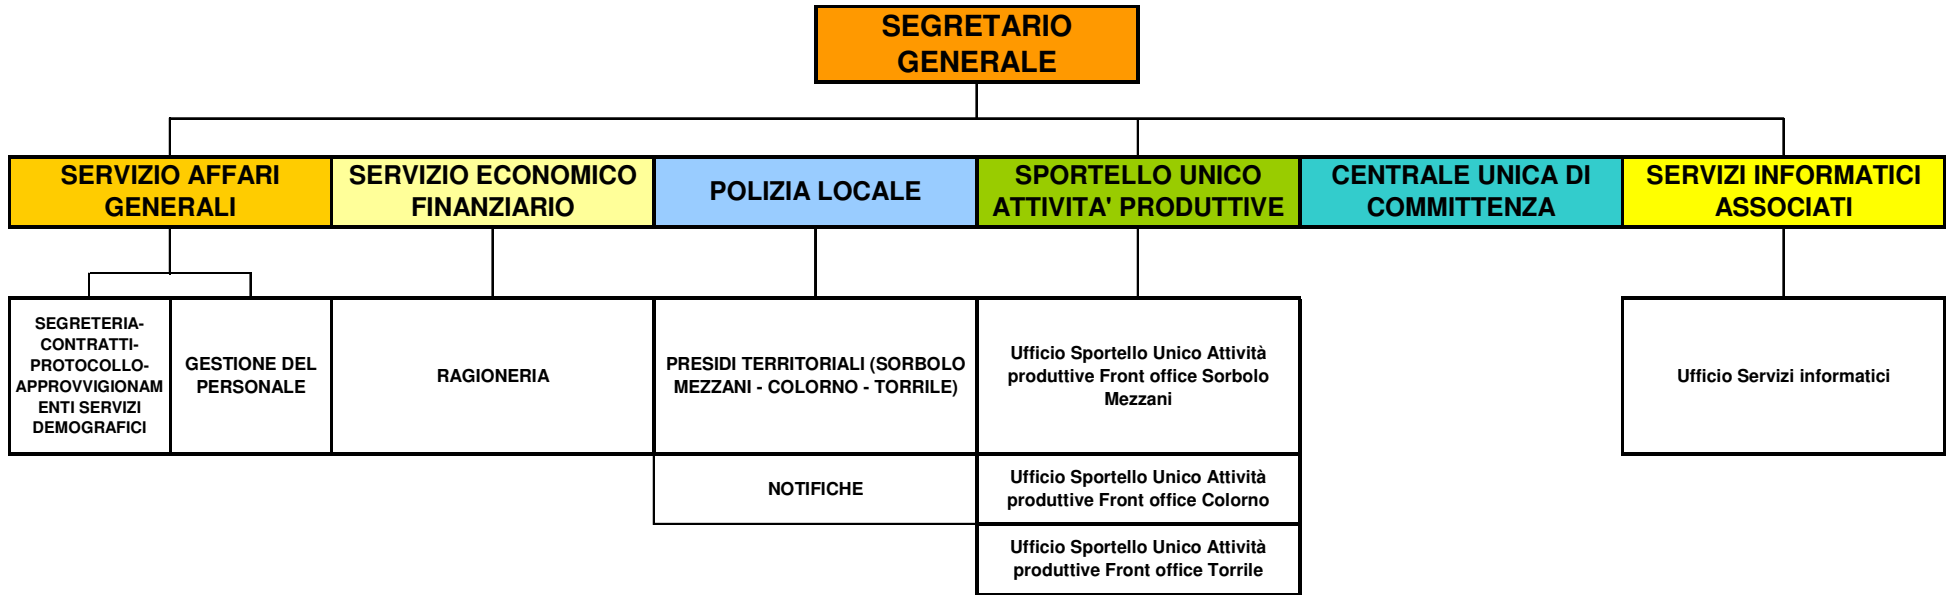 SEGRETARIO
GENERALE
SERVIZIO AFFARI
GENERALI
SERVIZIO ECONOMICO
FINANZIARIO
POLIZIA LOCALE
SPORTELLO UNICO
ATTIVITA' PRODUTTIVE
CENTRALE UNICA DI
COMMITTENZA
SERVIZI INFORMATICI
ASSOCIATI
SEGRETERIA-
CONTRATTI-
PROTOCOLLO-
APPROVVIGIONAM
ENTI SERVIZI
DEMOGRAFICI
GESTIONE DEL
PERSONALE
RAGIONERIA
PRESIDI TERRITORIALI (SORBOLO
MEZZANI - COLORNO - TORRILE)
Ufficio Sportello Unico Attività
produttive Front office Sorbolo
Mezzani
Ufficio Servizi informatici
NOTIFICHE
Ufficio Sportello Unico Attività
produttive Front office Colorno
Ufficio Sportello Unico Attività
produttive Front office Torrile